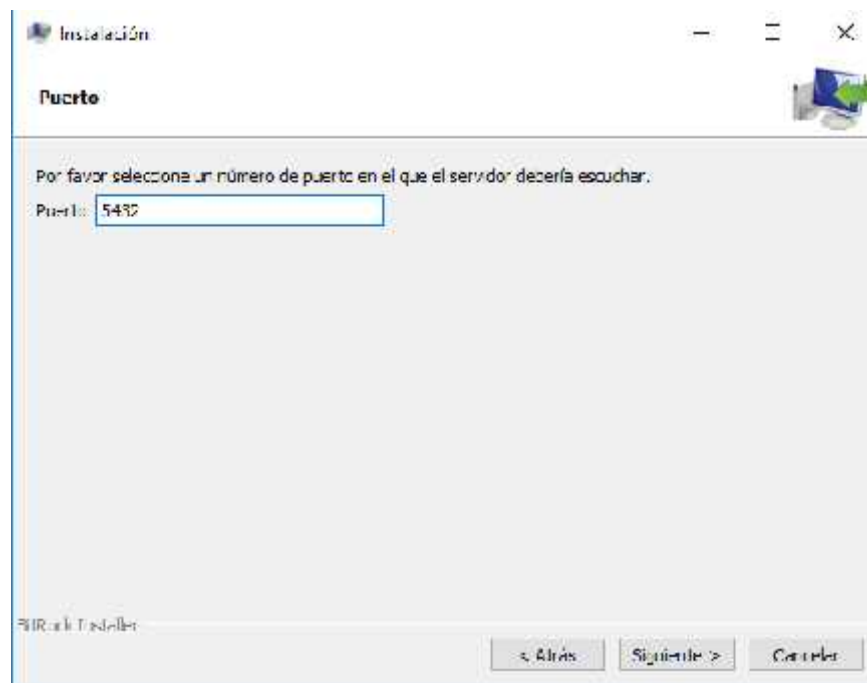 Instalación
Puerto
Por favor seleccione un número de puerto en el que el servidor debería escuchar.
Puerto 5432
< Atrás
Siguiente >
Cancelar